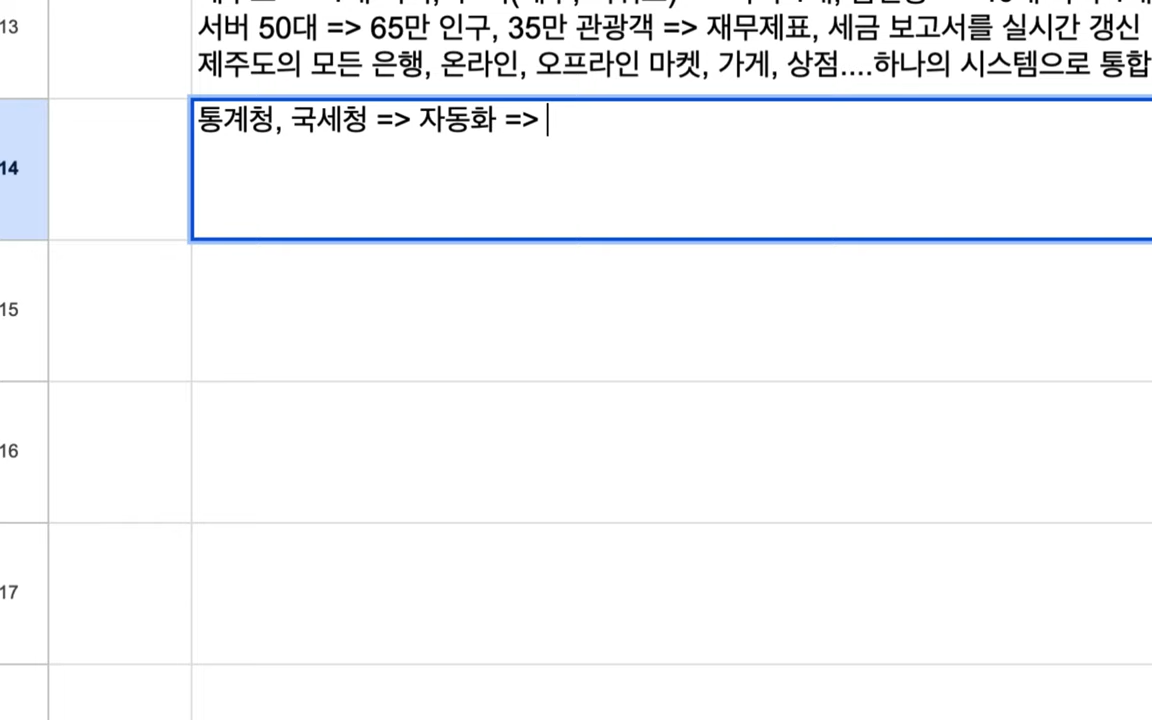 13
서버 50대 => 65만 인구, 35만 관광객 => 재무제표, 세금 보고서를 실시간 갱신
제주도의 모든 은행, 온라인, 오프라인 마켓, 가게, 상점....하나의 시스템으로 통합
14
통계청, 국세청 => 자동화 =>
15
16
17